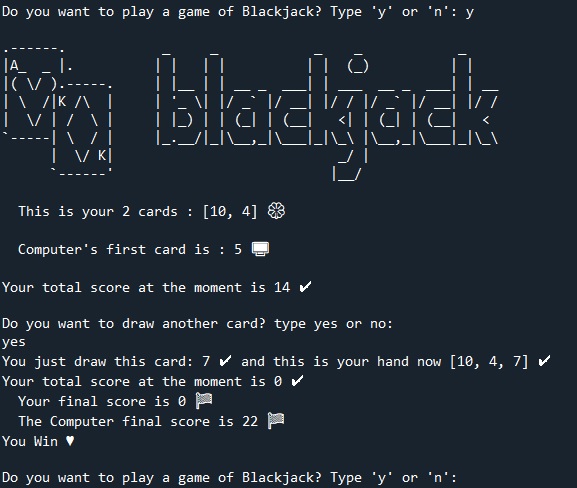 Do you want to play a game of Blackjack? Type 'y' or 'n': y
A
K
blackjack
K
This is your 2 cards : [10, 4] 🏵
Computer's first card is : 5 💻
Your total score at the moment is 14 ✔
Do you want to draw another card? type yes or no:
yes
You just draw this card: 7 ✔ and this is your hand now [10, 4, 7] ✔
Your total score at the moment is 0 ✔
Your final score is 0 🏁
The Computer final score is 22 🏁
You Win ♥
Do you want to play a game of Blackjack? Type 'y' or 'n':